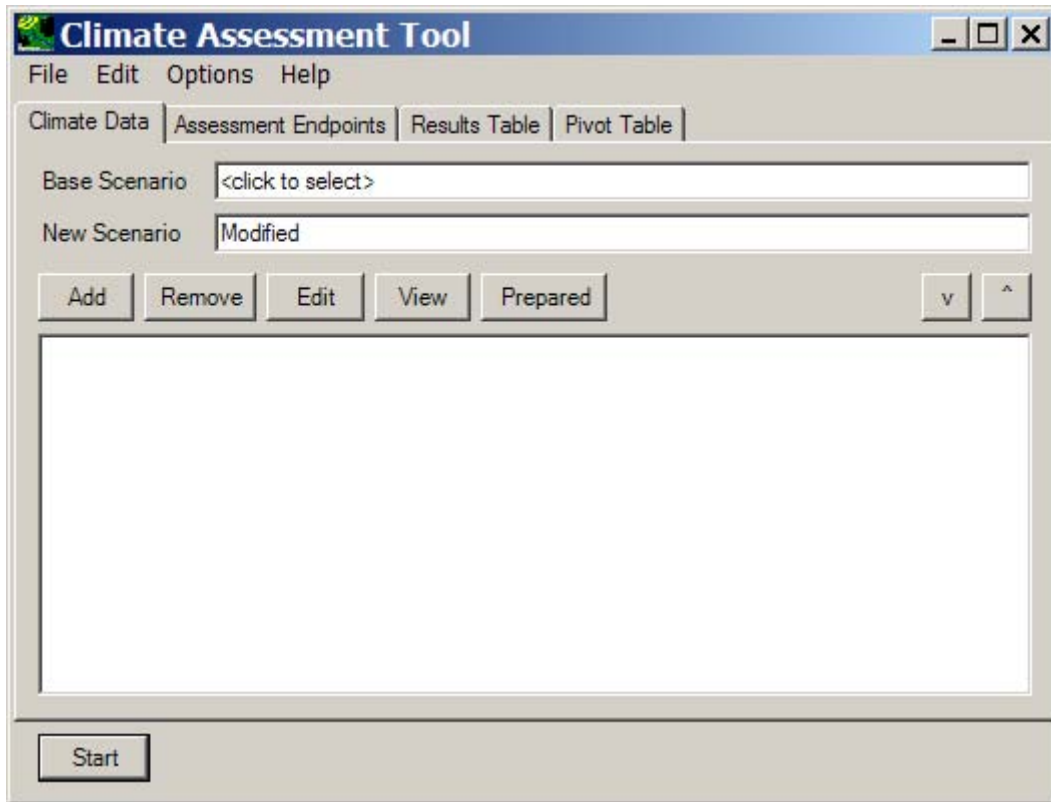 Climate Assessment Tool
File Edit Options Help
Climate Data Assessment Endpoints Results Table Pivot Table
Base Scenario <click to select>
New Scenario Modified
Add Remove Edit View Prepared v ^
Start